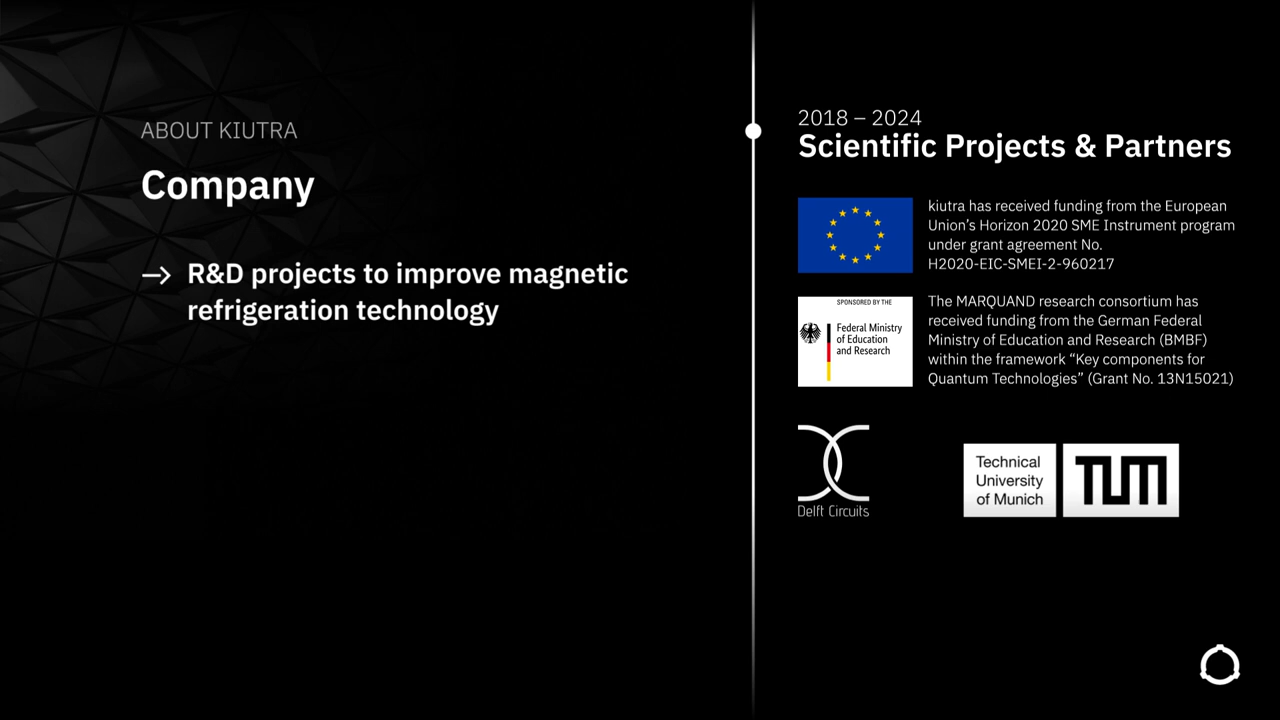 ABOUT KIUTRA
Company
R&D projects to improve magnetic
refrigeration technology
2018 – 2024
Scientific Projects & Partners
kiutra has received funding from the European
Union’s Horizon 2020 SME Instrument program
under grant agreement No.
H2020-EIC-SMEI-2-960217
SPONSORED BY THE
Federal Ministry
of Education
and Research
The MARQUAND research consortium has
received funding from the German Federal
Ministry of Education and Research (BMBF)
within the framework “Key components for
Quantum Technologies” (Grant No. 13N15021)
Delft Circuits
Technical
University
of Munich
TUM